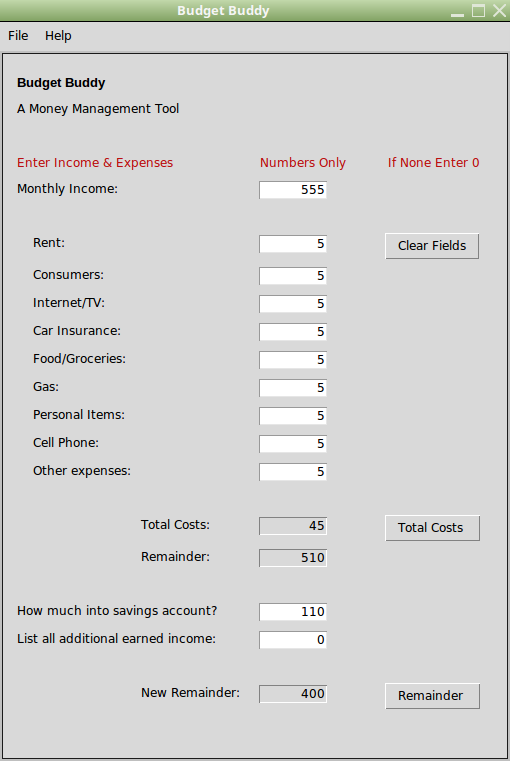 Budget Buddy
File Help
Budget Buddy
A Money Management Tool
Enter Income & Expenses Numbers Only If None Enter 0
Monthly Income: 555
Rent: 5 Clear Fields
Consumers: 5
Internet/TV: 5
Car Insurance: 5
Food/Groceries: 5
Gas: 5
Personal Items: 5
Cell Phone: 5
Other expenses: 5
Total Costs: 45 Total Costs
Remainder: 510
How much into savings account? 110
List all additional earned income: 0
New Remainder: 400 Remainder